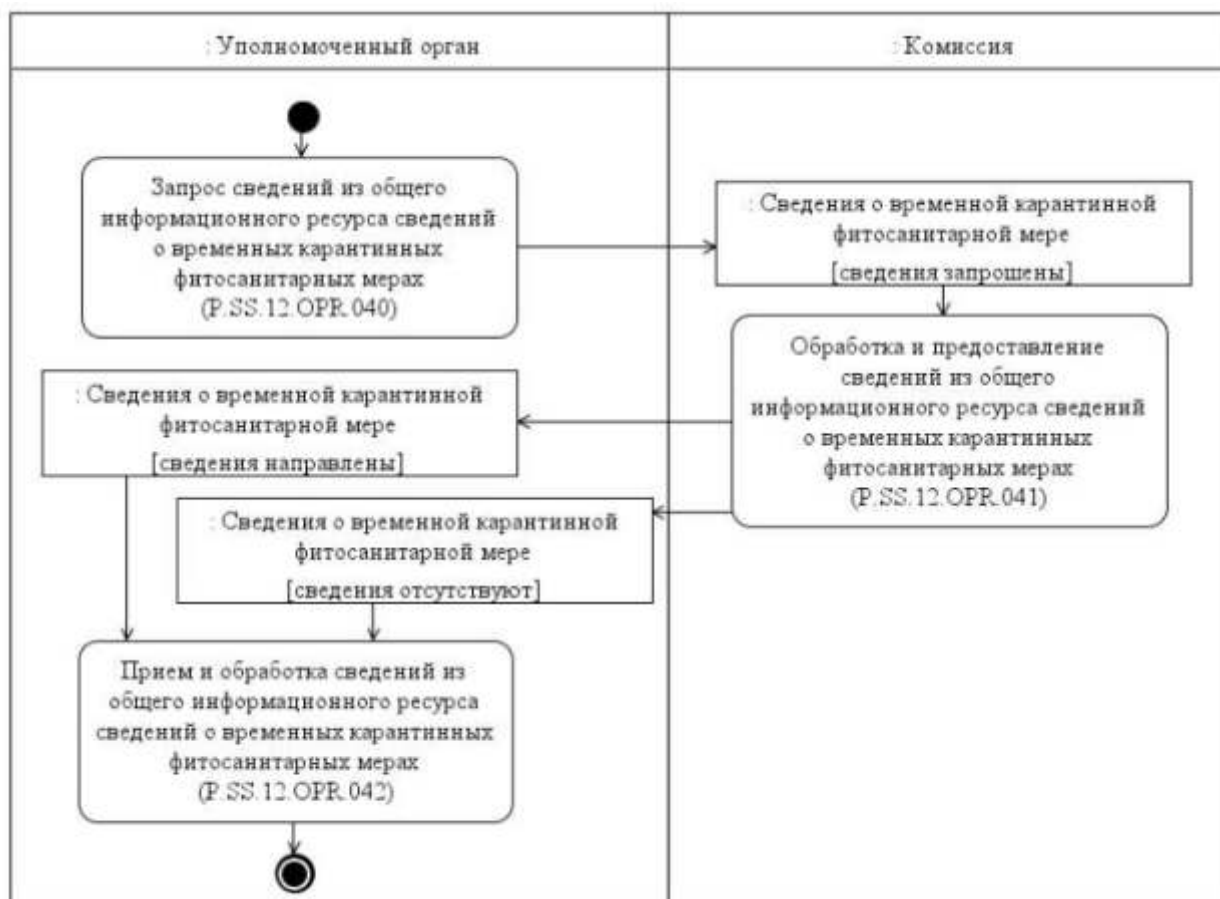 : Уполномоченный орган
: Комиссия
Запрос сведений из общего
информационного ресурса сведений
о временных карантинных
фитосанитарных мерах
(P.SS.12.OPR.040)
: Сведения о временной карантинной
фитосанитарной мере
[сведения запрошены]
Обработка и предоставление
сведений из общего
информационного ресурса сведений
о временных карантинных
фитосанитарных мерах
(P.SS.12.OPR.041)
: Сведения о временной карантинной
фитосанитарной мере
[сведения направлены]
: Сведения о временной карантинной
фитосанитарной мере
[сведения отсутствуют]
Прием и обработка сведений из
общего информационного ресурса
сведений о временных карантинных
фитосанитарных мерах
(P.SS.12.OPR.042)